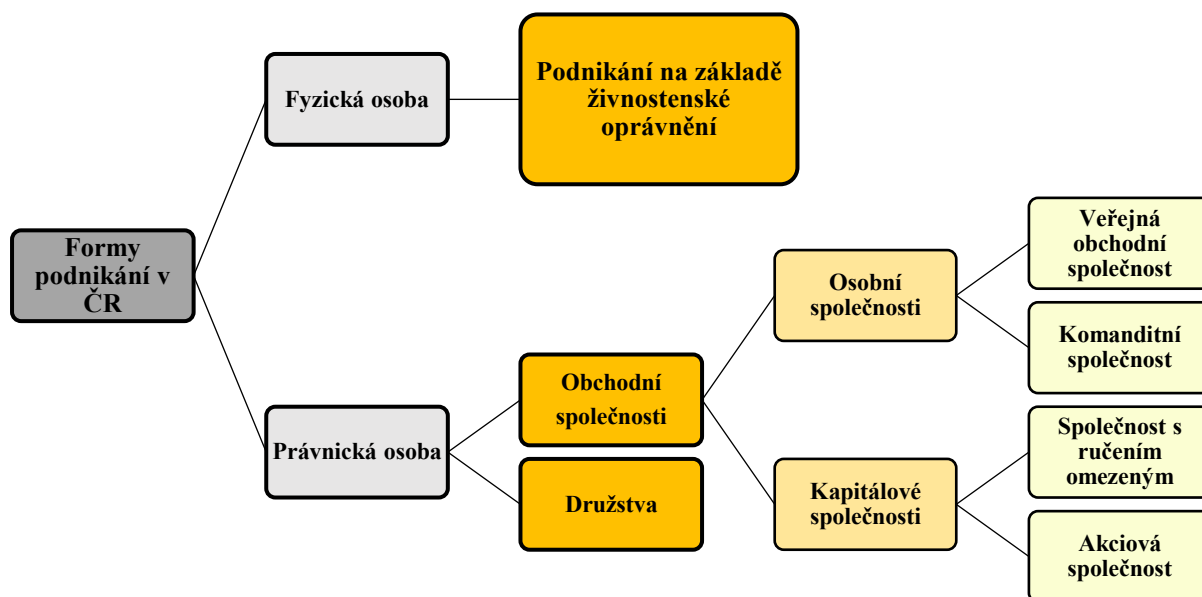 Formy
podnikání v
ČR
Fyzická osoba
Podnikání na základě
živnostenské
oprávnění
Právnická osoba
Obchodní
společnosti
Osobní
společnosti
Veřejná
obchodní
společnost
Komanditní
společnost
Kapitálové
společnosti
Společnost s
ručením
omezeným
Akciová
společnost
Družstva